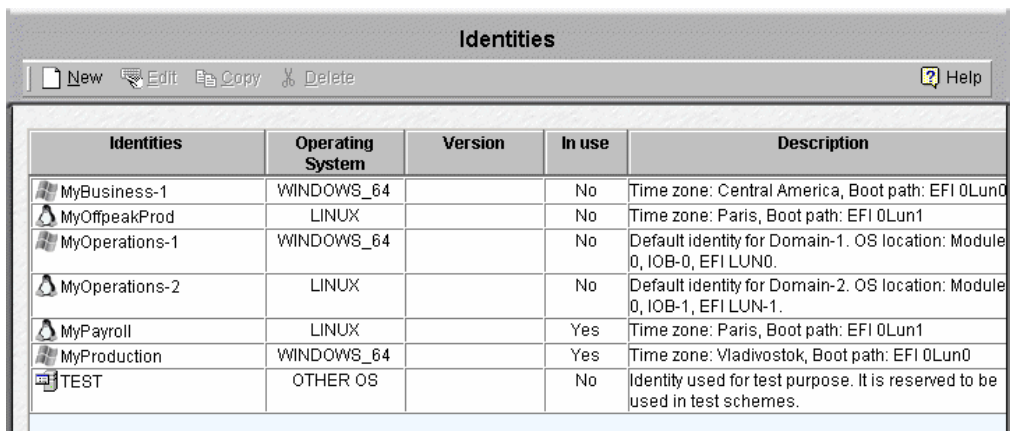 Identities
New Edit Copy Delete Help
Identities Operating System Version In use Description
MyBusiness-1 WINDOWS_64 No Time zone: Central America, Boot path: EFI 0Lun0
MyOffpeakProd LINUX No Time zone: Paris, Boot path: EFI 0Lun1
MyOperations-1 WINDOWS_64 No Default identity for Domain-1. OS location: Module
0, IOB-0, EFI LUN0.
MyOperations-2 LINUX No Default identity for Domain-2. OS location: Module
0, IOB-1, EFI LUN-1.
MyPayroll LINUX Yes Time zone: Paris, Boot path: EFI 0Lun1
MyProduction WINDOWS_64 Yes Time zone: Vladivostok, Boot path: EFI 0Lun0
TEST OTHER OS No Identity used for test purpose. It is reserved to be
used in test schemes.